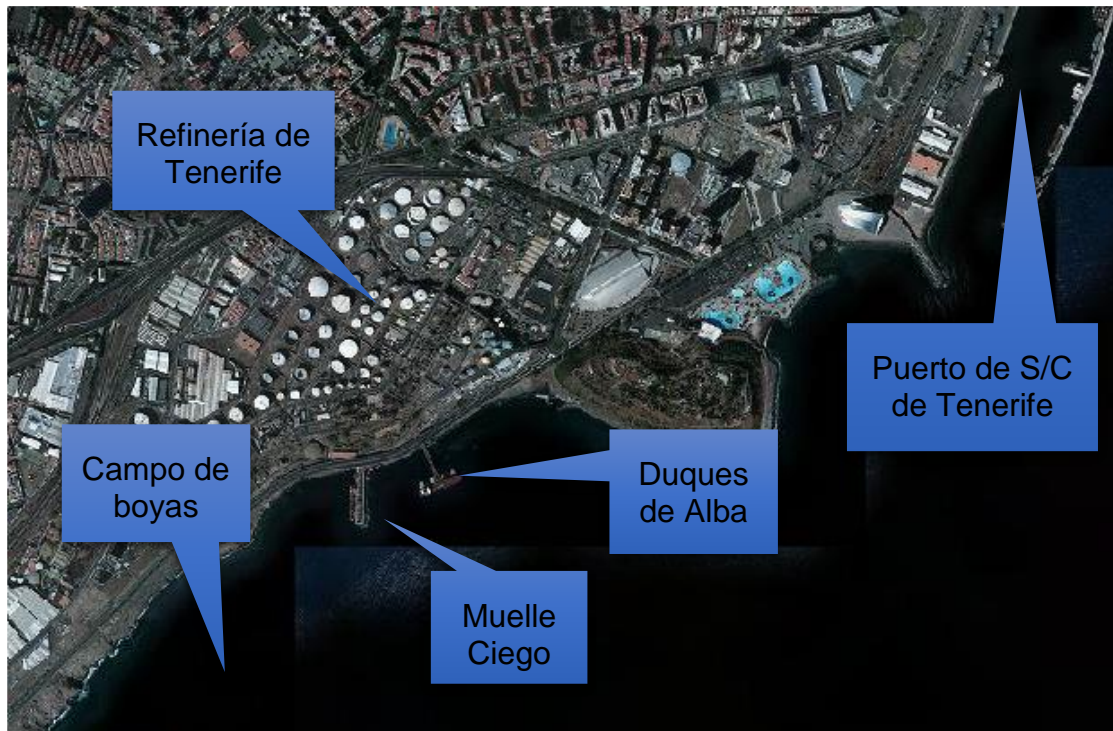 Refinería de
Tenerife
Puerto de S/C
de Tenerife
Campo de
boyas
Duques
de Alba
Muelle
Ciego